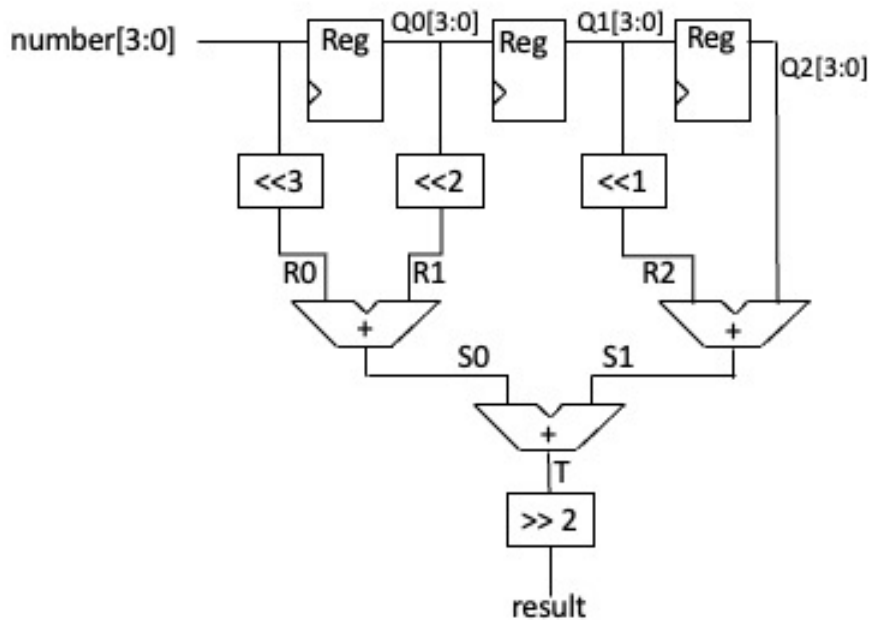 number[3:0] Reg Q0[3:0] Reg Q1[3:0] Reg
Q2[3:0]
<<3 <<2 <<1
R0 R1 R2
+ +
S0 S1
+
T
>> 2
result